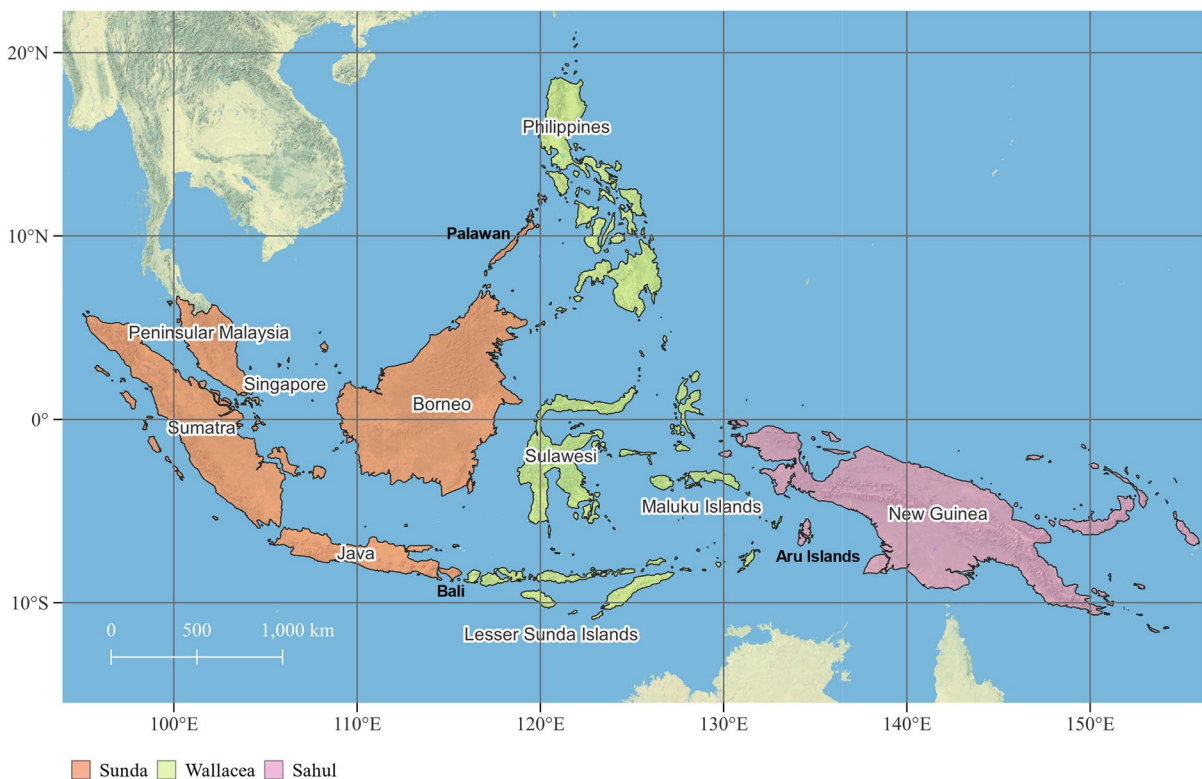 20°N
Philippines
Palawan
10°N
Peninsular Malaysia
Singapore
Borneo
0°
Sumatra
Sulawesi
Maluku Islands
New Guinea
Java
Aru Islands
Bali
10°S
Lesser Sunda Islands
0 500 1,000 km
100°E 110°E 120°E 130°E 140°E 150°E
Sunda Wallacea Sahul